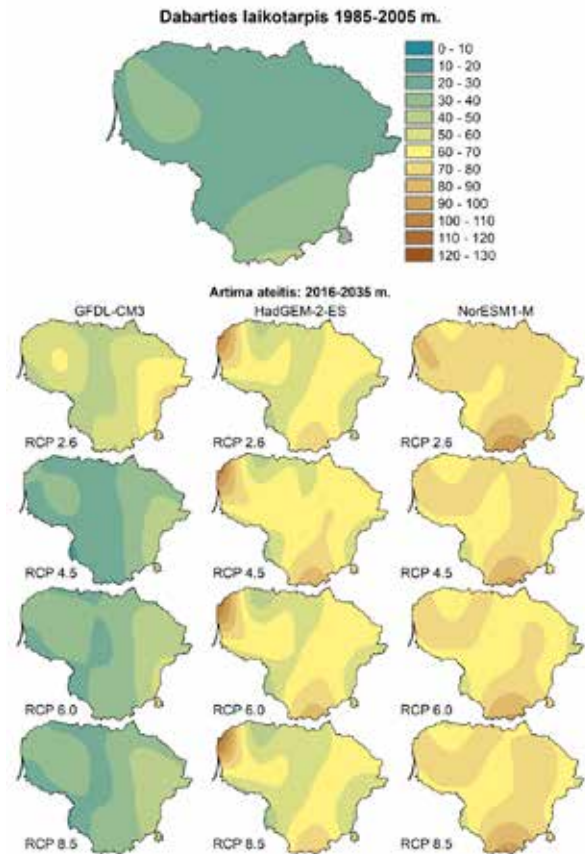 Dabarties laikotarpis 1985-2005 m.
0 - 10
10 - 20
20 - 30
30 - 40
40 - 50
50 - 60
60 - 70
70 - 80
80 - 90
90 - 100
100 - 110
110 - 120
120 - 130
Artima ateitis: 2016-2035 m.
GFDL-CM3 HadGEM-2-ES NorESM1-M
RCP 2.6 RCP 2.6 RCP 2.6
RCP 4.5 RCP 4.5 RCP 4.5
RCP 6.0 RCP 6.0 RCP 6.0
RCP 8.5 RCP 8.5 RCP 8.5